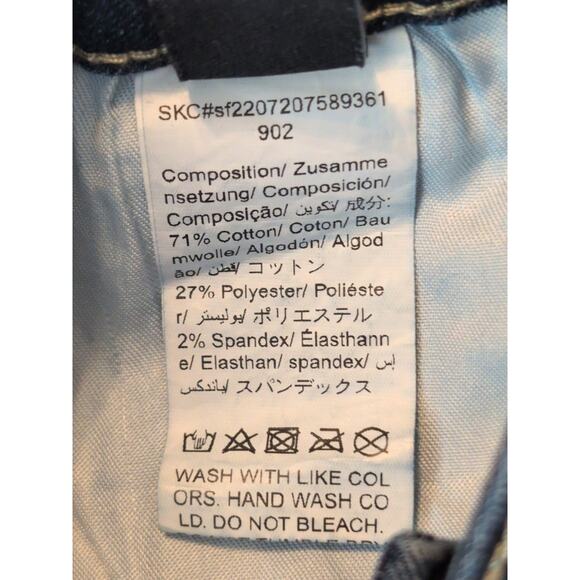 SKC#sf2207207589361
902
Composition/ Zusamme
nsetzung/ Composición/
Composição/ تكوين/ 成分:
71% Cotton/ Coton/ Bau
mwolle/ Algodón/ Algod
ão/ قطن/ コットン
27% Polyester/ Poliéste
r/ بوليستر/ ポリエステル
2% Spandex/ Élasthann
e/ Elasthan/ spandex/ إس
باندكس/ スパンデックス
WASH WITH LIKE COL
ORS. HAND WASH CO
LD. DO NOT BLEACH.
TUMBLE DRY